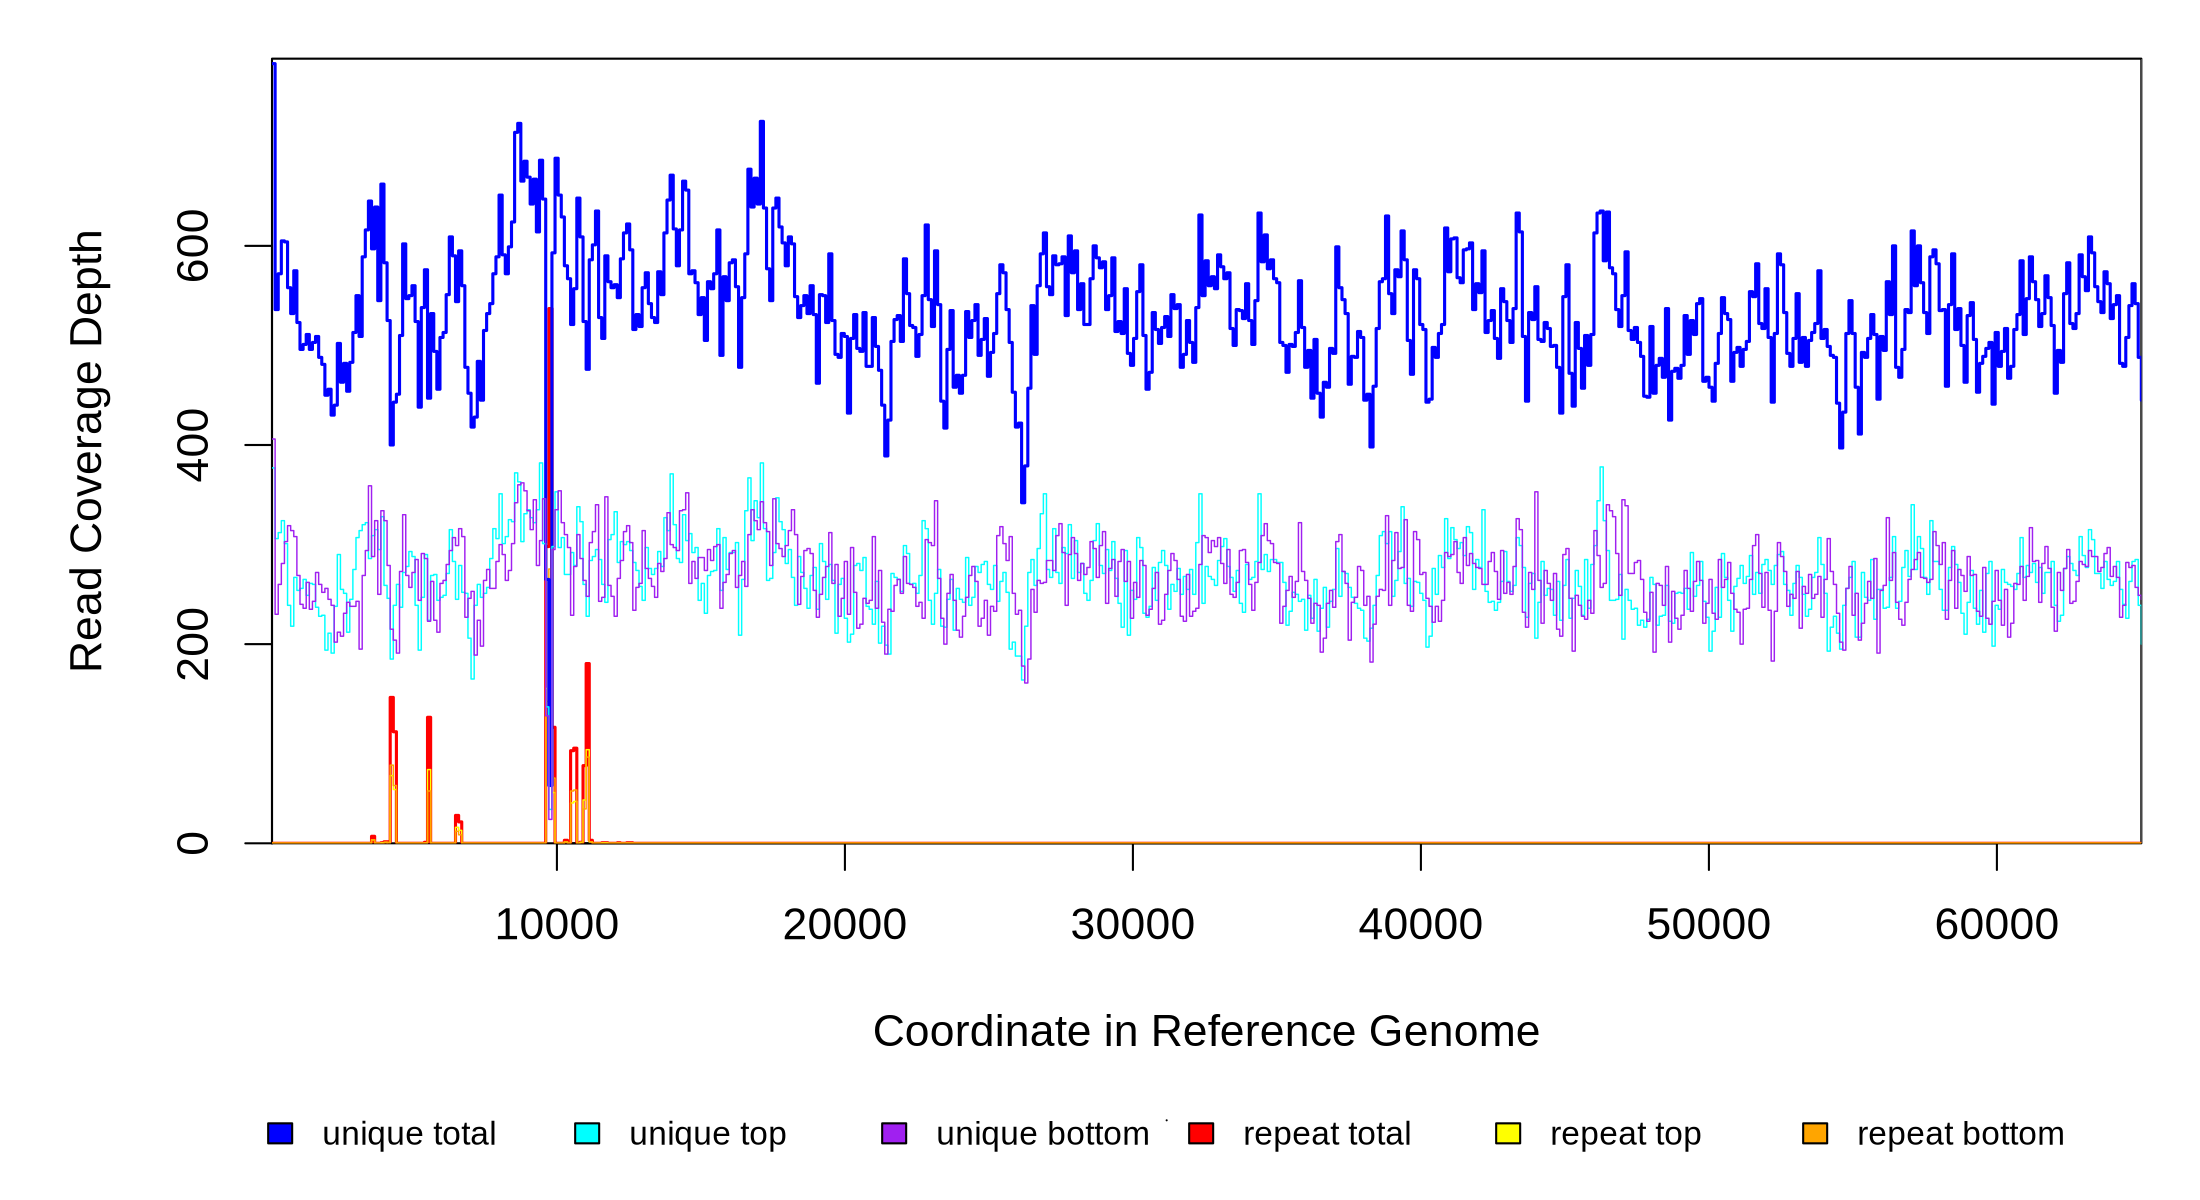 Read Coverage Depth
600
400
200
0
10000 20000 30000 40000 50000 60000
Coordinate in Reference Genome
unique total unique top unique bottom repeat total repeat top repeat bottom